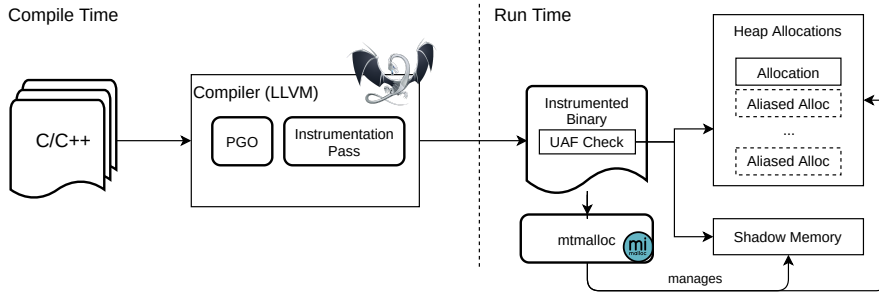 Compile Time
Run Time
C/C++
Compiler (LLVM)
PGO
Instrumentation
Pass
Instrumented
Binary
UAF Check
mtmalloc
mi
malloc
Heap Allocations
Allocation
Aliased Alloc
...
Aliased Alloc
Shadow Memory
manages